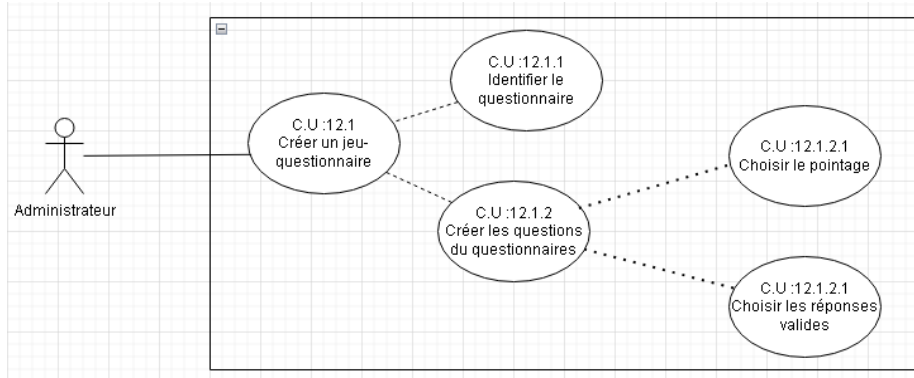 C.U :12.1.1
Identifier le
questionnaire
C.U :12.1
Créer un jeu-
questionnaire
C.U :12.1.2.1
Choisir le pointage
Administrateur
C.U :12.1.2
Créer les questions
du questionnaires
C.U :12.1.2.1
Choisir les réponses
valides